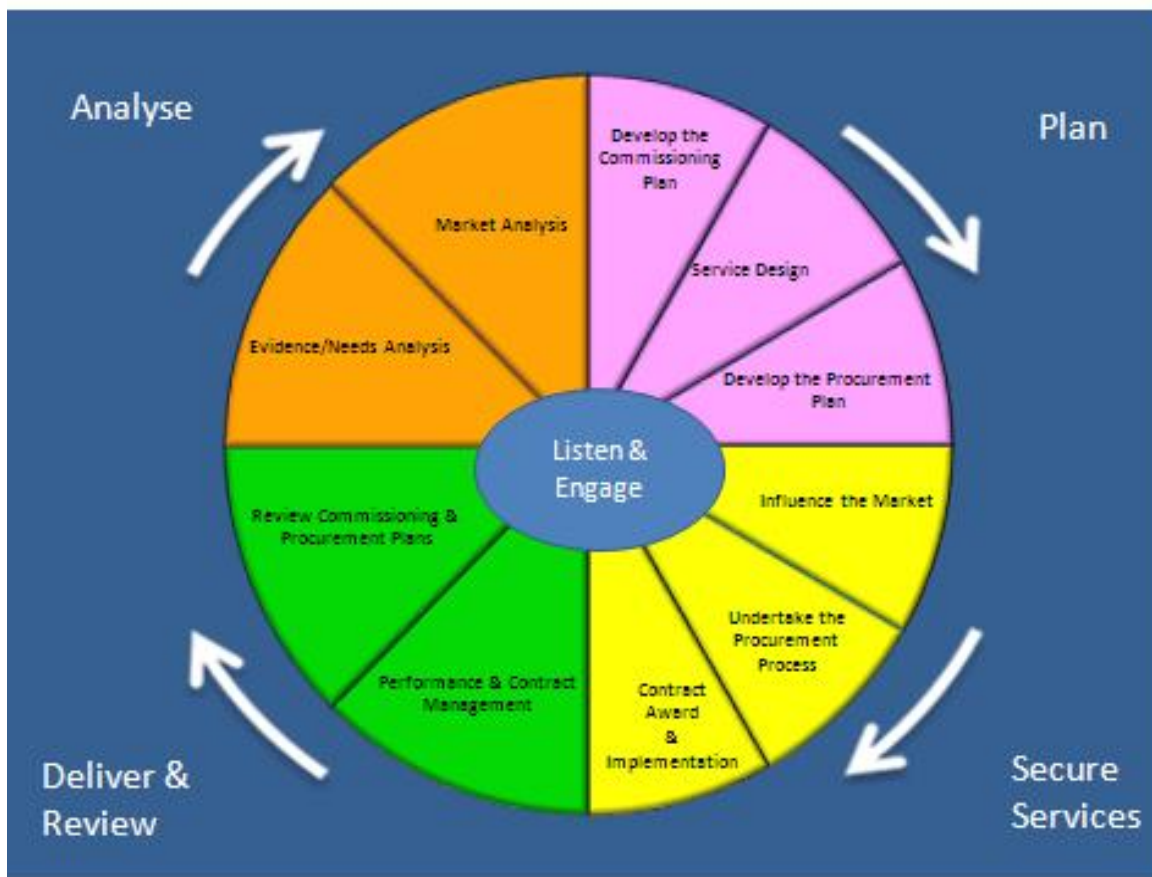 Analyse
Plan
Market Analysis
Develop the
Commissioning
Plan
Service Design
Evidence/Needs Analysis
Develop the Procurement
Plan
Listen &
Engage
Influence the Market
Review Commissioning &
Procurement Plans
Undertake the
Procurement
Process
Performance & Contract
Management
Contract
Award
&
Implementation
Deliver &
Review
Secure
Services